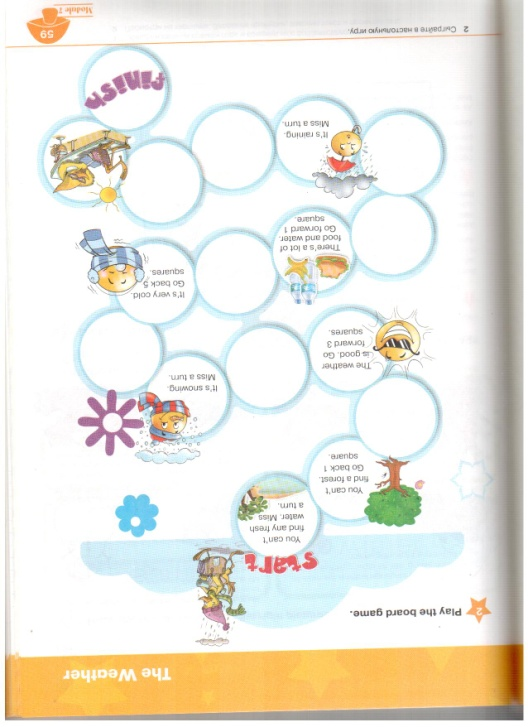 The Weather
2 Play the board game.
start
You can't
find any fresh
water. Miss
a turn.
You can't
find a forest.
Go back 1
square.
The weather
is good. Go
forward 3
squares.
It's snowing.
Miss a turn.
It's very cold.
Go back 5
squares.
There's a lot of
food and water.
Go forward 1
square.
It's raining.
Miss a turn.
finish
2 Сыграйте в настольную игру.
59
Module